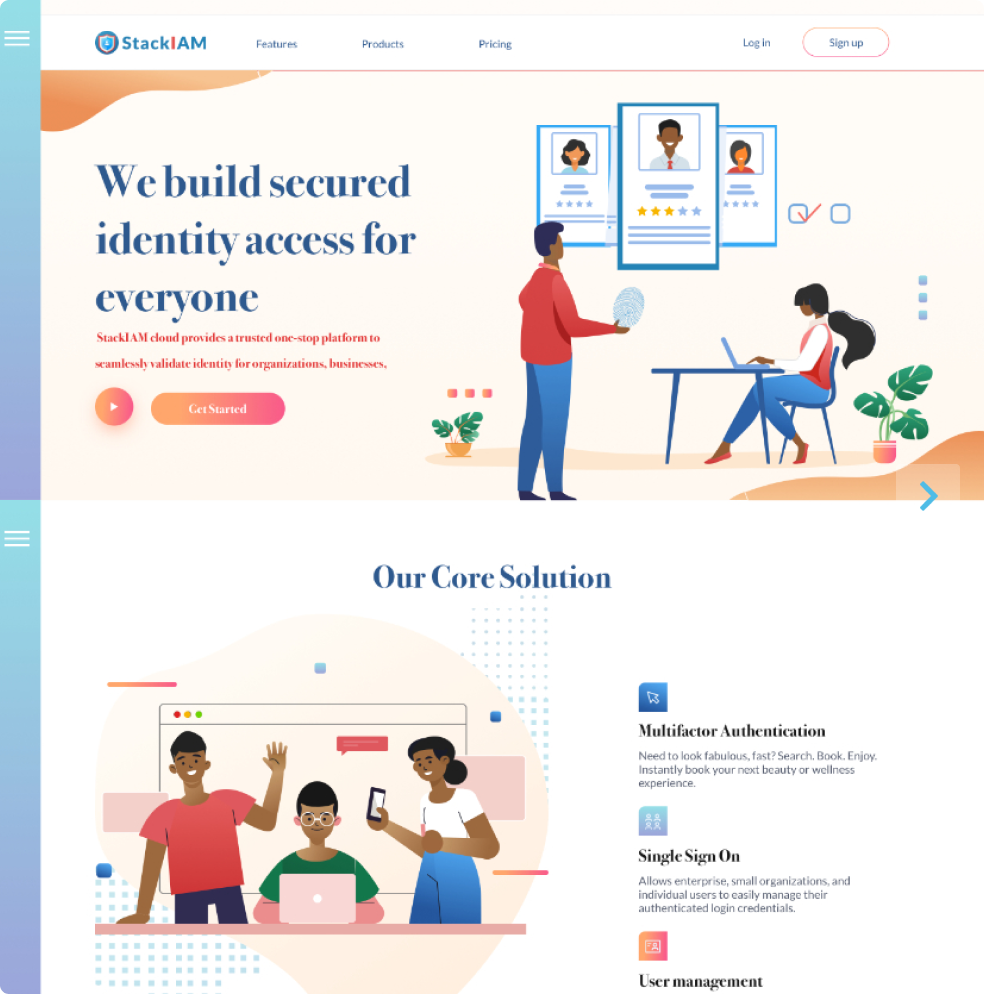 StackIAM
Features
Products
Pricing
Log in
Sign up
We build secured
identity access for
everyone
StackIAM cloud provides a trusted one-stop platform to
seamlessly validate identity for organizations, businesses,
Get Started
Our Core Solution
Multifactor Authentication
Need to look fabulous, fast? Search. Book. Enjoy.
Instantly book your next beauty or wellness
experience.
Single Sign On
Allows enterprise, small organizations, and
individual users to easily manage their
authenticated login credentials.
User management